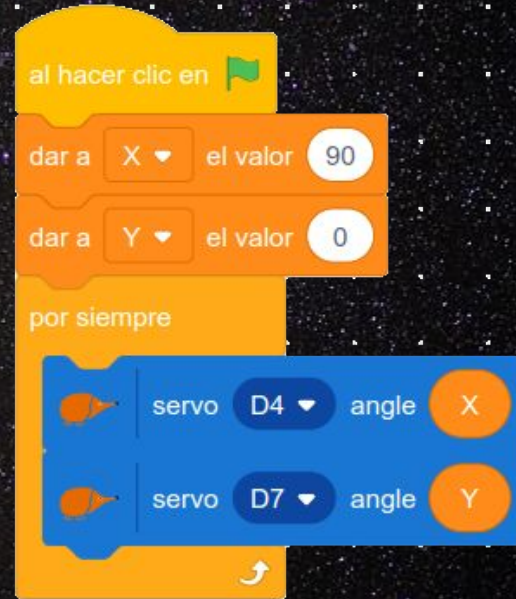 al hacer clic en
dar a X el valor 90
dar a Y el valor 0
por siempre
servo D4 angle X
servo D7 angle Y